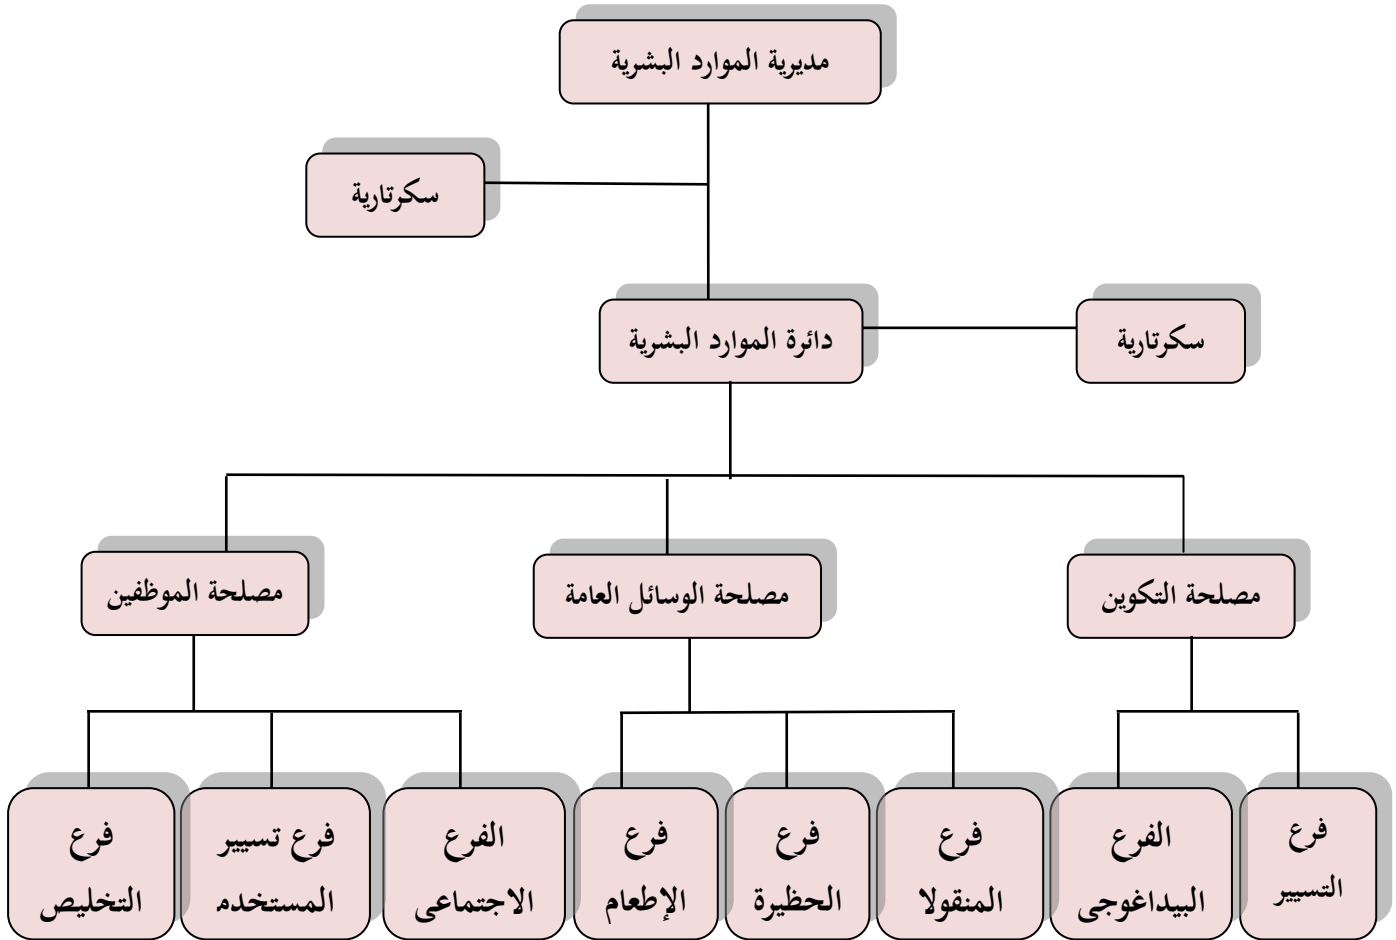 مديرية الموارد البشرية
سكرتارية
دائرة الموارد البشرية
سكرتارية
مصلحة التكوين
مصلحة الوسائل العامة
مصلحة الموظفين
فرع
التسيير
الفرع
البيداغوجى
فرع
المنقولا
فرع
الحظيرة
فرع
الإطعام
الفرع
الاجتماعى
فرع تسيير
المستخدم
فرع
التخليص